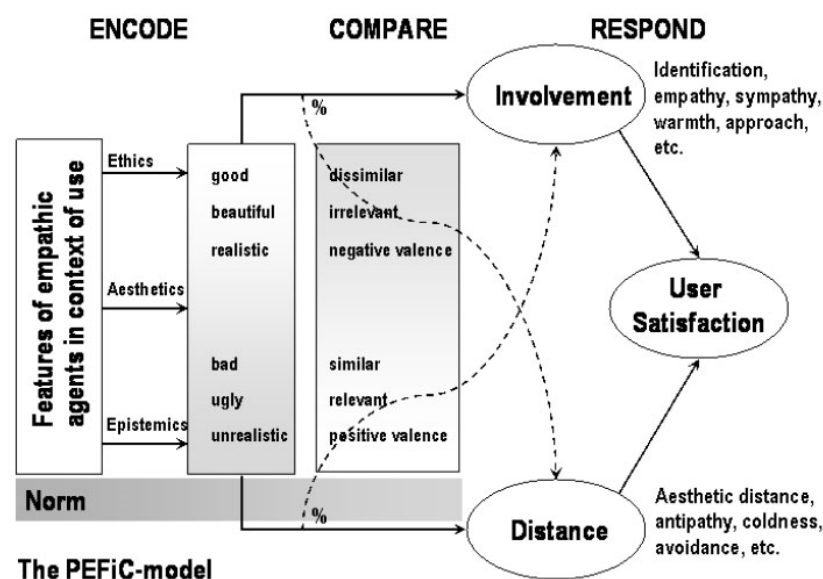 ENCODE COMPARE RESPOND
%
Involvement
Identification,
empathy, sympathy,
warmth, approach,
etc.
Features of empathic
agents in context of use
Ethics
Aesthetics
Epistemics
good
beautiful
realistic
bad
ugly
unrealistic
dissimilar
irrelevant
negative valence
similar
relevant
positive valence
User
Satisfaction
Norm
%
Distance
Aesthetic distance,
antipathy, coldness,
avoidance, etc.
The PEFiC-model